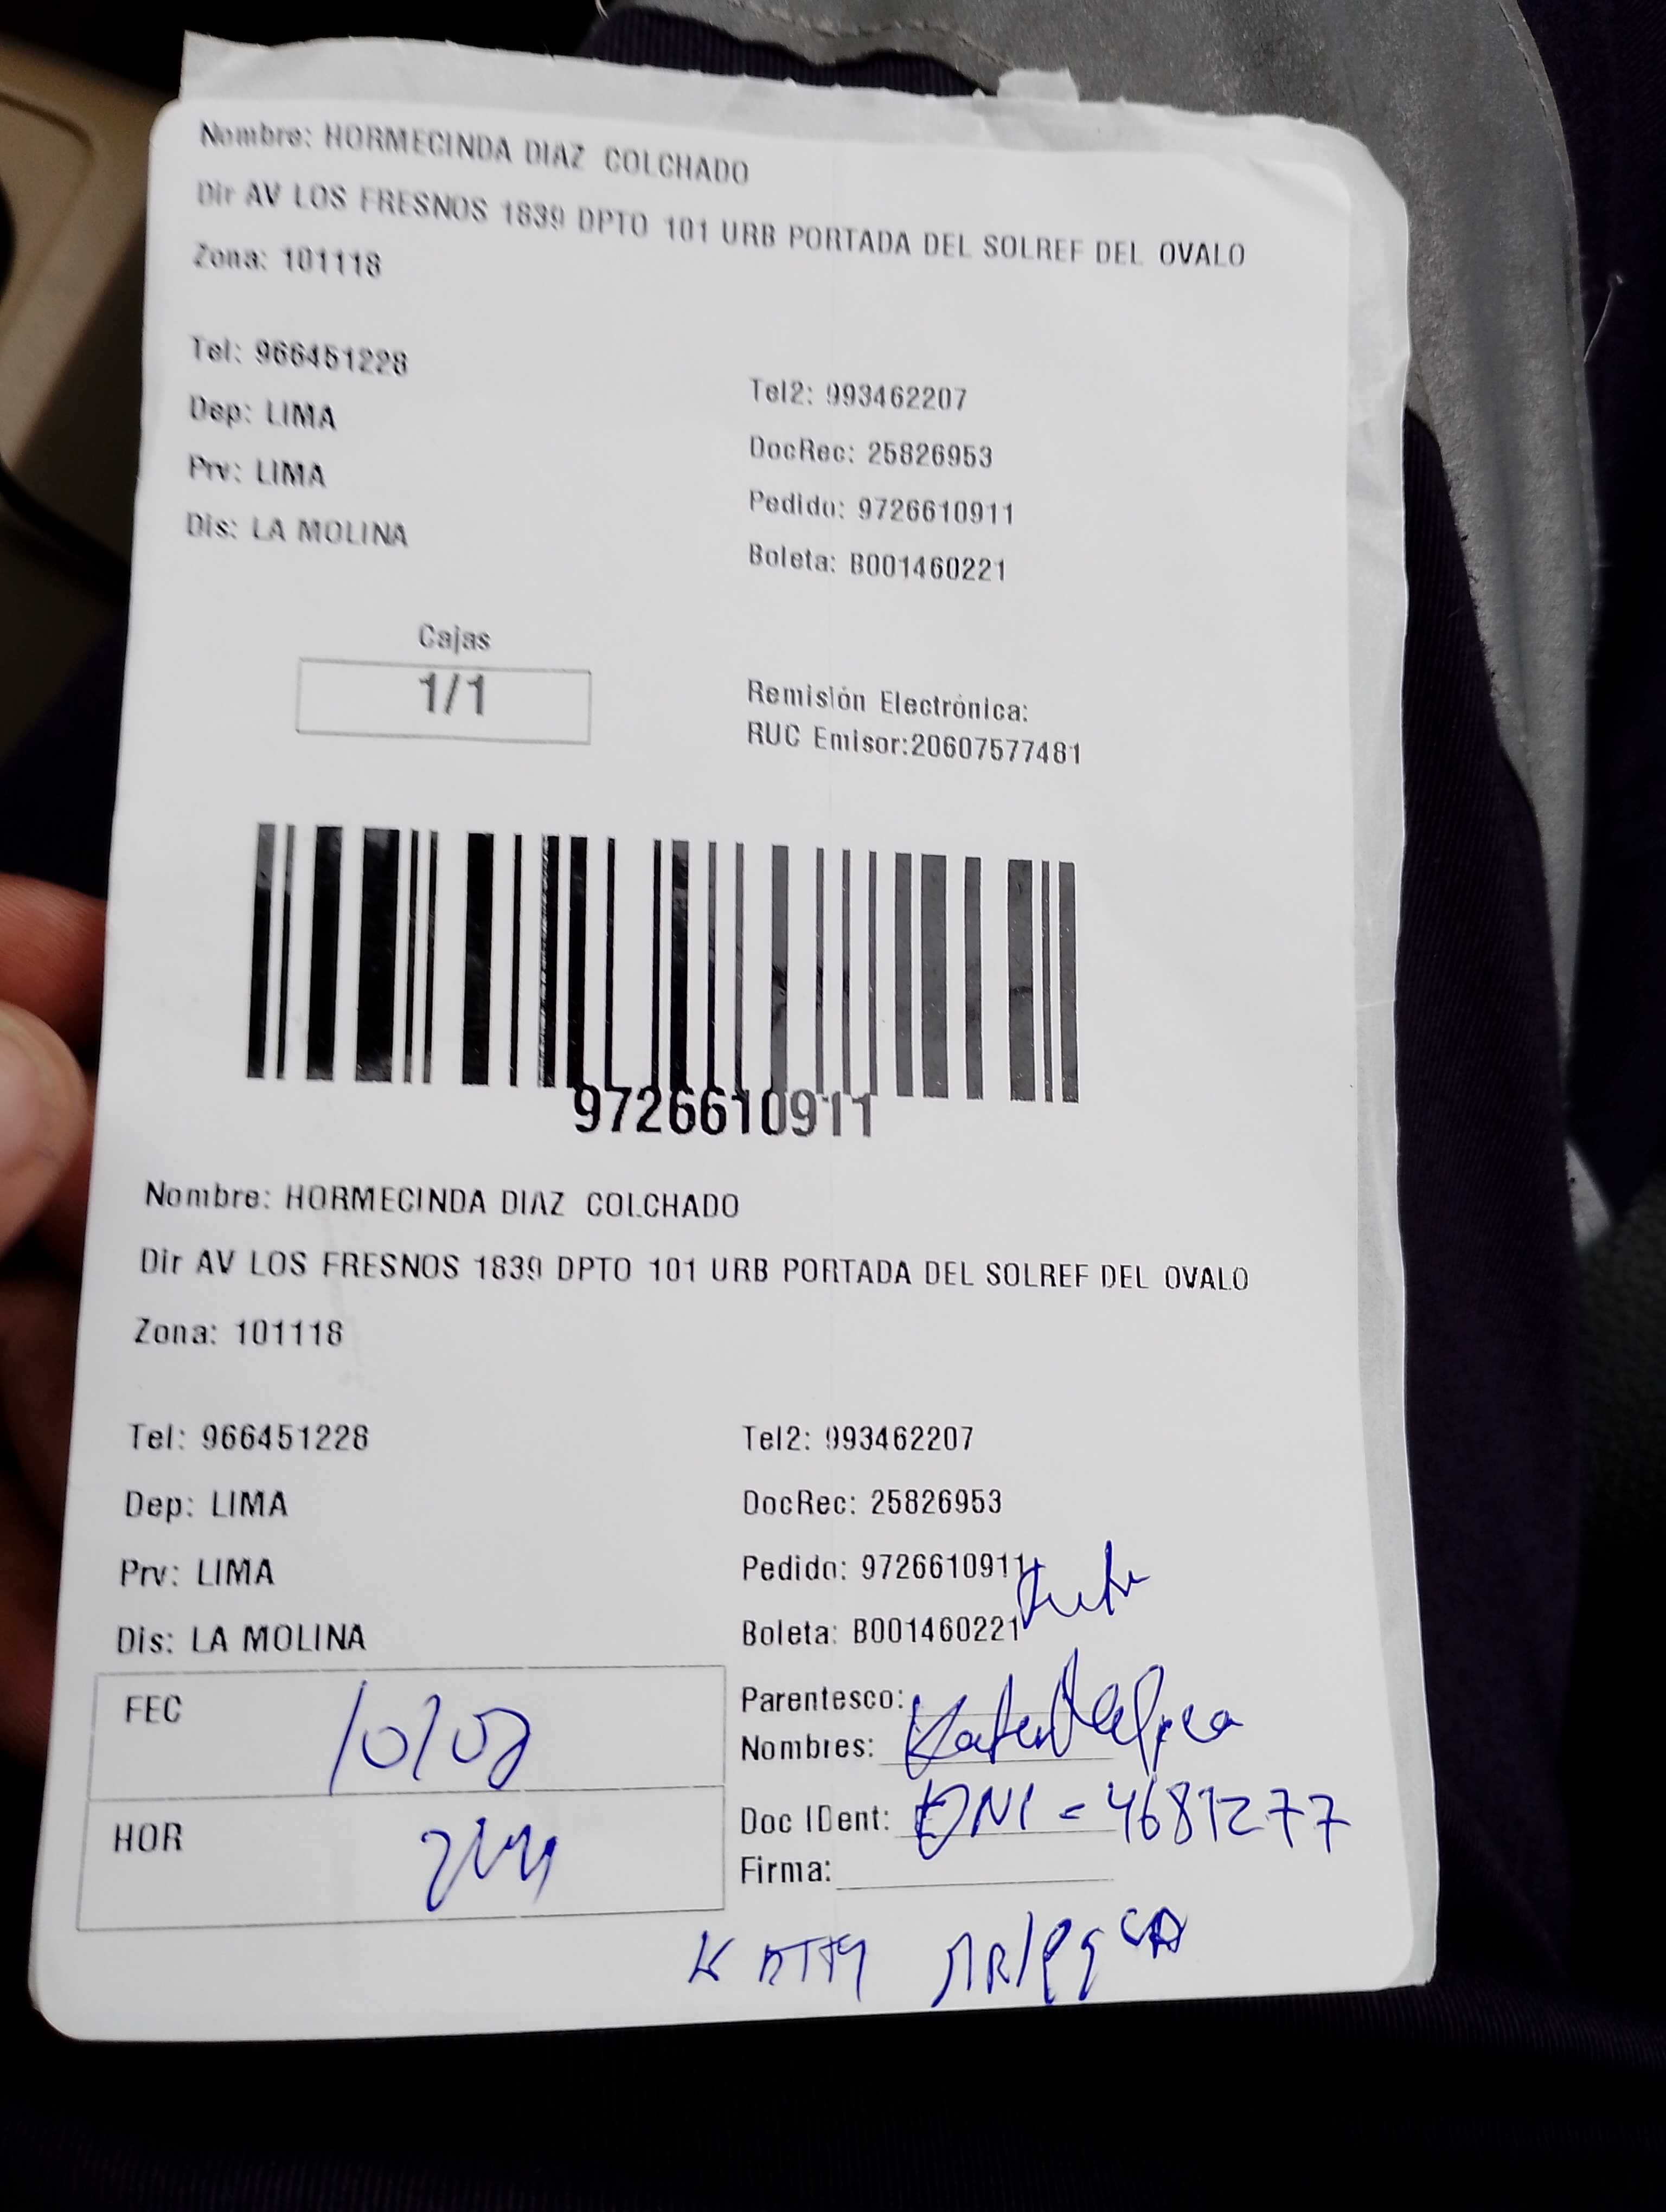 Nombre: HORMECINDA DIAZ COLCHADO
Dir AV LOS FRESNOS 1839 DPTO 101 URB PORTADA DEL SOLREF DEL OVALO
Zona: 101118
Tel: 966451228
Tel2: 993462207
Dep: LIMA
DocRec: 25826953
Prv: LIMA
Pedido: 9726610911
Dis: LA MOLINA
Boleta: B001460221
Cajas
1/1
Remisión Electrónica:
RUC Emisor:20607577481
9726610911
Nombre: HORMECINDA DIAZ COLCHADO
Dir AV LOS FRESNOS 1839 DPTO 101 URB PORTADA DEL SOLREF DEL OVALO
Zona: 101118
Tel: 966451228
Tel2: 993462207
Dep: LIMA
DocRec: 25826953
Prv: LIMA
Pedido: 9726610911
Dis: LA MOLINA
Boleta: B001460221
FEC 10/08
Parentesco:
Nombres:
HOR
Doc IDent: DNI = 4681277
Firma:
KATTY